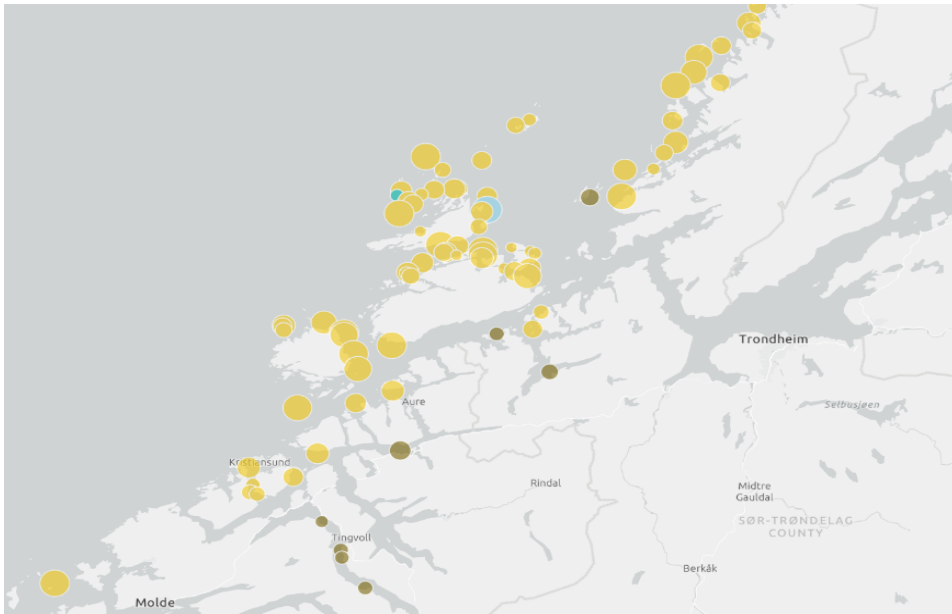 Trondheim
Aure
Selbusjøen
Kristiansund
Rindal
Midtre
Gauldal
SØR-TRØNDELAG
COUNTY
Tingvoll
Berkåk
Molde